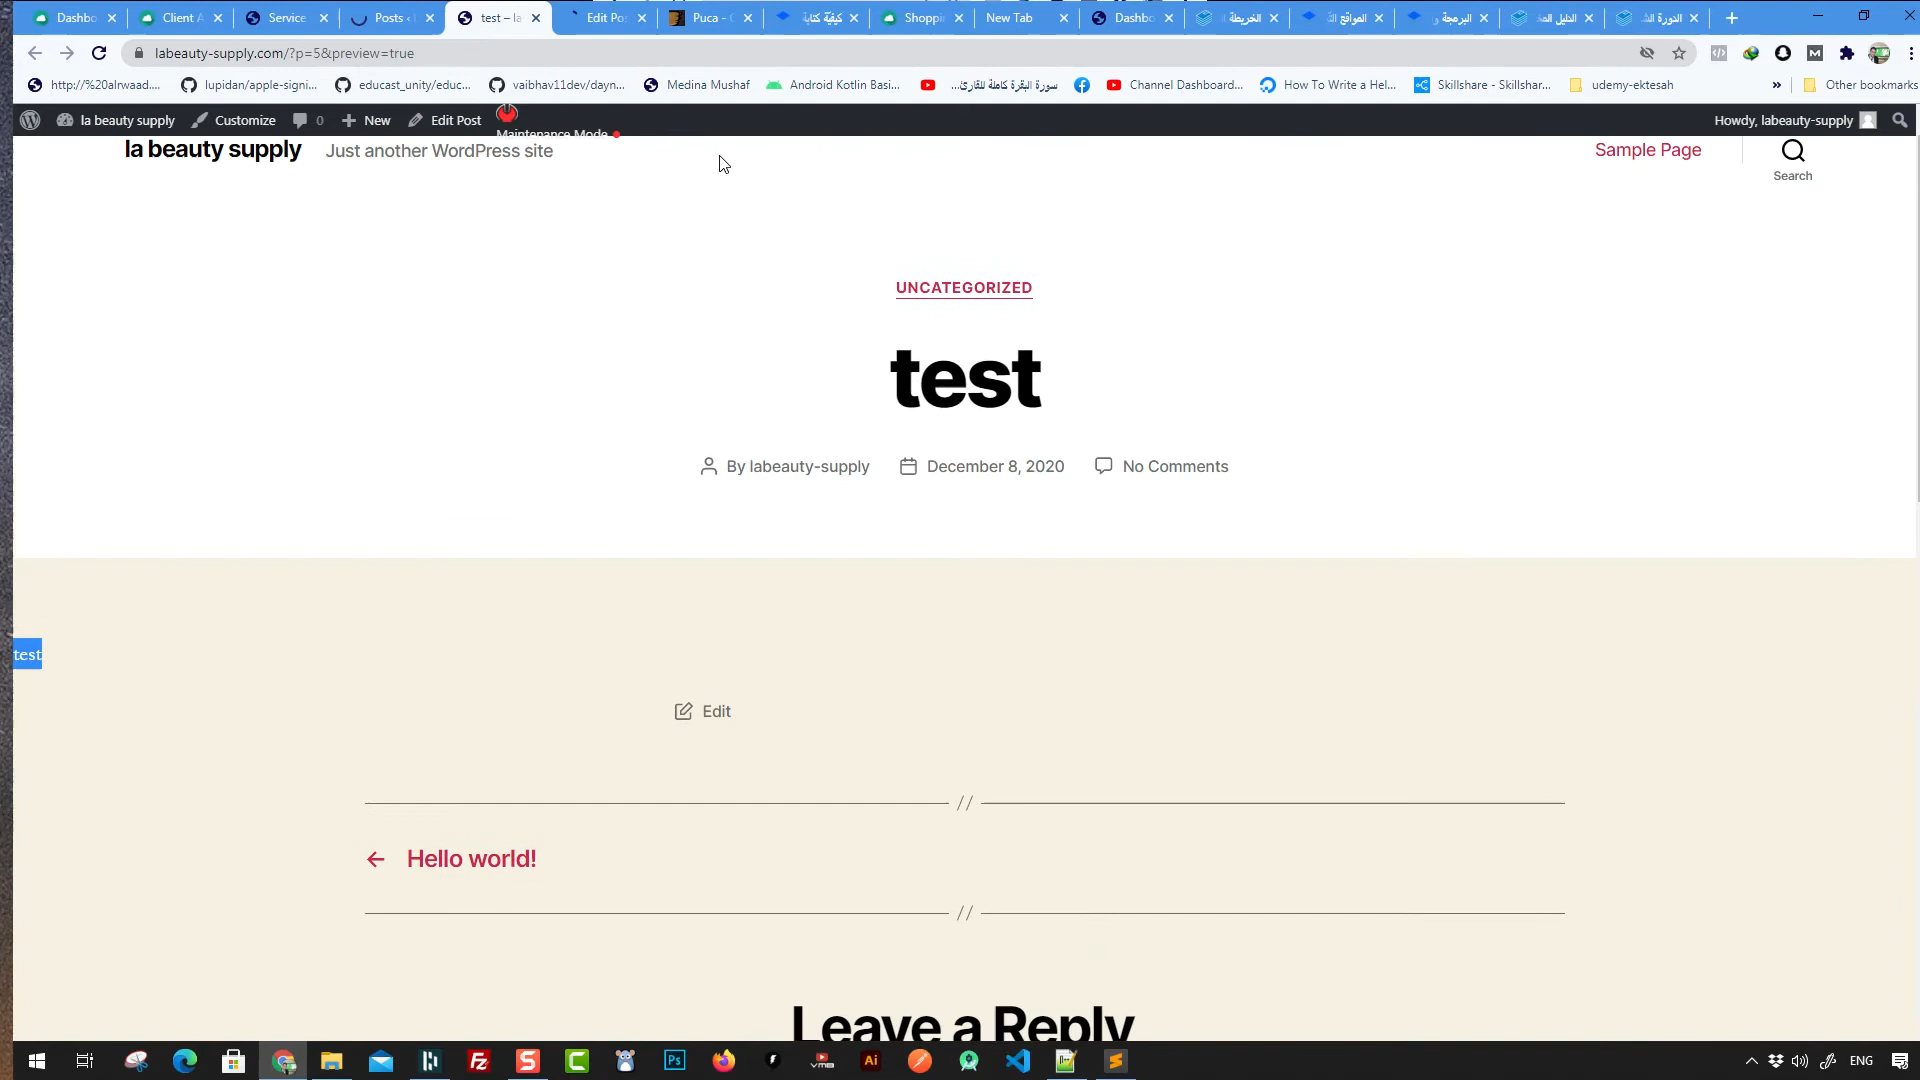 Dashbo
Client A
Service
Posts ‹
test – la
Edit Po
Puca - C
كيفيّة كتابة
Shoppi
New Tab
Dashbo
الخريطة
المواقع
البرمجة و
الدليل
الدورة
labeauty-supply.com/?p=5&preview=true
http://%20alrwaad....
lupidan/apple-signi...
educast_unity/educ...
vaibhav11dev/dayn...
Medina Mushaf
Android Kotlin Basi...
سورة البقرة كاملة للقارئ...
Channel Dashboard...
How To Write a Hel...
Skillshare - Skillshar...
udemy-ektesah
»
Other bookmarks
la beauty supply
Customize
0
New
Edit Post
Maintenance Mode
Howdy, labeauty-supply
la beauty supply
Just another WordPress site
Sample Page
Search
UNCATEGORIZED
test
By labeauty-supply
December 8, 2020
No Comments
test
Edit
//
← Hello world!
//
Leave a Reply
ENG